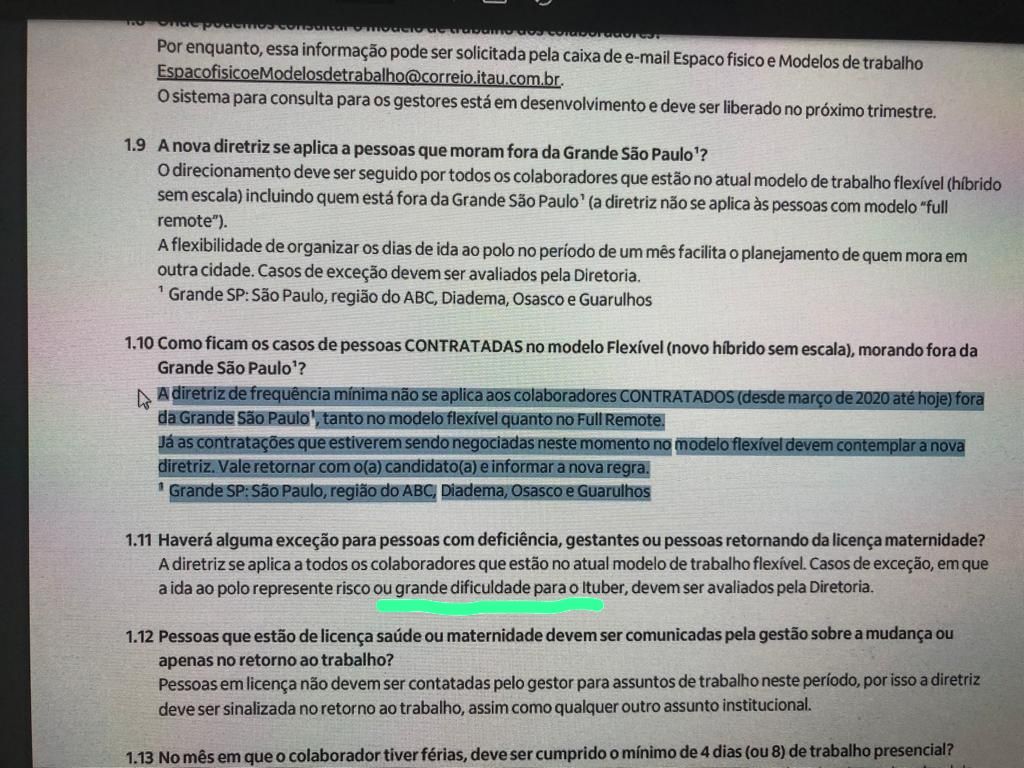 1.8 Onde podemos consultar o modelo de trabalho dos colaboradores?
Por enquanto, essa informação pode ser solicitada pela caixa de e-mail Espaco fisico e Modelos de trabalho
EspacofisicoeModelosdetrabalho@correio.itau.com.br.
O sistema para consulta para os gestores está em desenvolvimento e deve ser liberado no próximo trimestre.
1.9 A nova diretriz se aplica a pessoas que moram fora da Grande São Paulo¹?
O direcionamento deve ser seguido por todos os colaboradores que estão no atual modelo de trabalho flexível (híbrido
sem escala) incluindo quem está fora da Grande São Paulo¹ (a diretriz não se aplica às pessoas com modelo “full
remote”).
A flexibilidade de organizar os dias de ida ao polo no período de um mês facilita o planejamento de quem mora em
outra cidade. Casos de exceção devem ser avaliados pela Diretoria.
¹ Grande SP: São Paulo, região do ABC, Diadema, Osasco e Guarulhos
1.10 Como ficam os casos de pessoas CONTRATADAS no modelo Flexível (novo híbrido sem escala), morando fora da
Grande São Paulo¹?
A diretriz de frequência mínima não se aplica aos colaboradores CONTRATADOS (desde março de 2020 até hoje) fora
da Grande São Paulo¹, tanto no modelo flexível quanto no Full Remote.
Já as contratações que estiverem sendo negociadas neste momento no modelo flexível devem contemplar a nova
diretriz. Vale retornar com o(a) candidato(a) e informar a nova regra.
¹ Grande SP: São Paulo, região do ABC, Diadema, Osasco e Guarulhos
1.11 Haverá alguma exceção para pessoas com deficiência, gestantes ou pessoas retornando da licença maternidade?
A diretriz se aplica a todos os colaboradores que estão no atual modelo de trabalho flexível. Casos de exceção, em que
a ida ao polo represente risco ou grande dificuldade para o Ituber, devem ser avaliados pela Diretoria.
1.12 Pessoas que estão de licença saúde ou maternidade devem ser comunicadas pela gestão sobre a mudança ou
apenas no retorno ao trabalho?
Pessoas em licença não devem ser contatadas pelo gestor para assuntos de trabalho neste período, por isso a diretriz
deve ser sinalizada no retorno ao trabalho, assim como qualquer outro assunto institucional.
1.13 No mês em que o colaborador tiver férias, deve ser cumprido o mínimo de 4 dias (ou 8) de trabalho presencial?